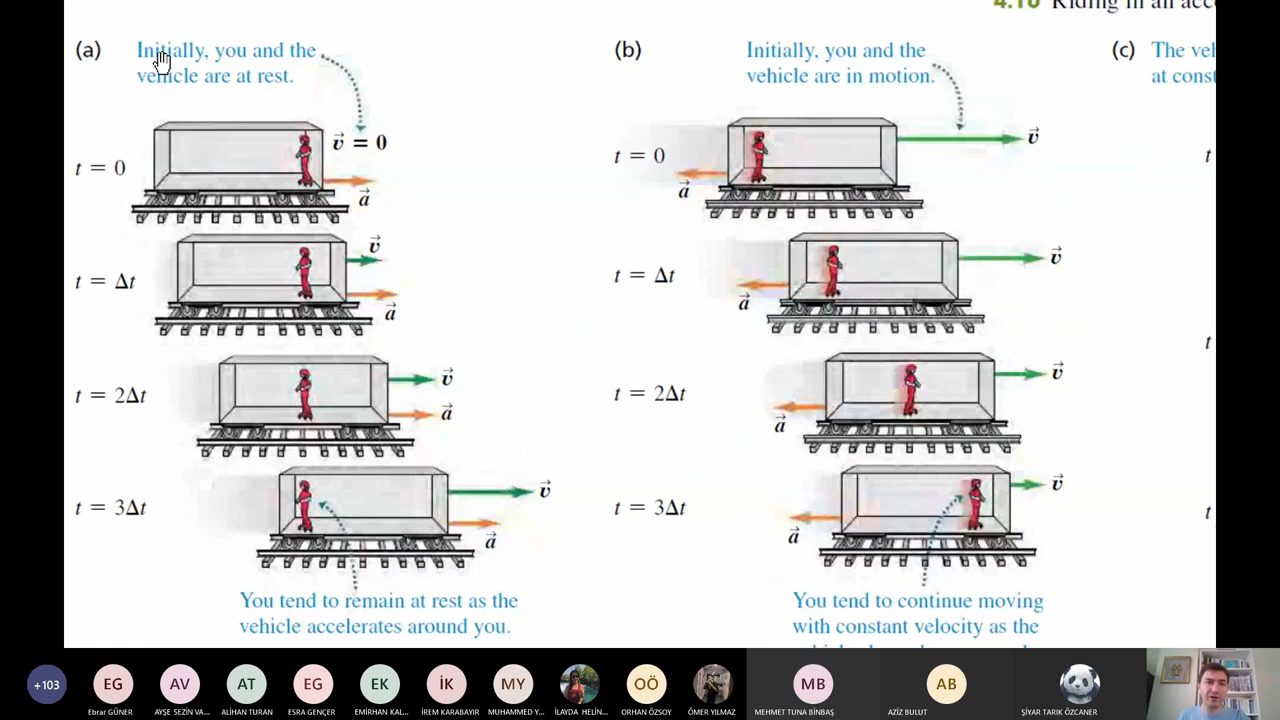 4.10 Riding in an acc
(a)
Initially, you and the
vehicle are at rest.
t = 0
v⃗ = 0
a⃗
t = Δt
v⃗
a⃗
t = 2Δt
v⃗
a⃗
t = 3Δt
v⃗
a⃗
You tend to remain at rest as the
vehicle accelerates around you.
(b)
Initially, you and the
vehicle are in motion.
t = 0
v⃗
a⃗
t = Δt
v⃗
a⃗
t = 2Δt
v⃗
a⃗
t = 3Δt
v⃗
a⃗
You tend to continue moving
with constant velocity as the
(c)
The veh
at const
t
t
t
+103
EG
Ebrar GÜNER
AV
AYŞE SEZİN VA...
AT
ALİHAN TURAN
EG
ESRA GENÇER
EK
EMİRHAN KAL...
İK
İREM KARABAYIR
MY
MUHAMMED Y...
İLAYDA HELİN...
OÖ
ORHAN ÖZSOY
ÖMER YILMAZ
MB
MEHMET TUNA BİNBAŞ
AB
AZİZ BULUT
ŞİYAR TARIK ÖZCANER